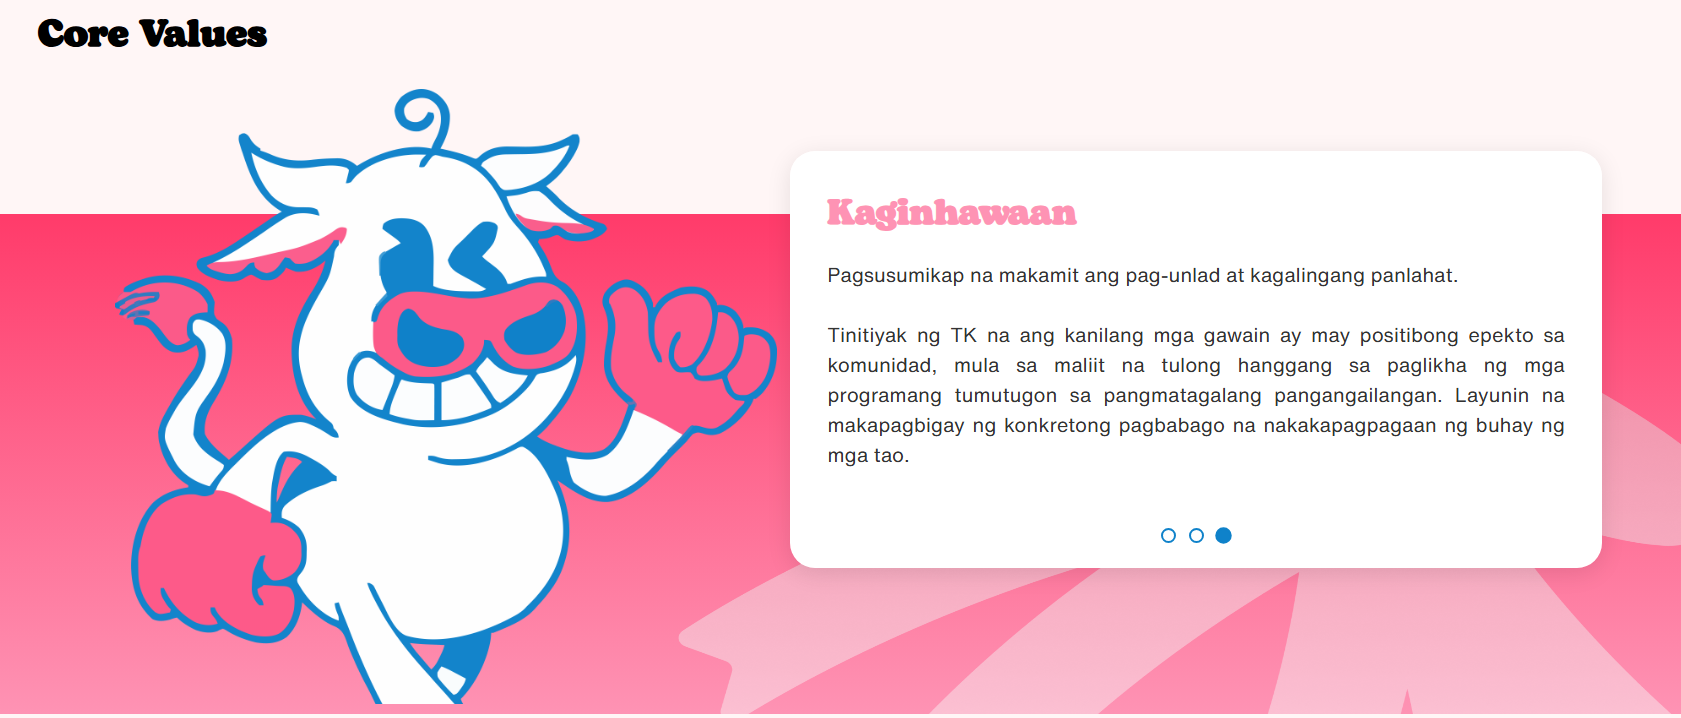 Core Values
Kaginhawaan
Pagsusumikap na makamit ang pag-unlad at kagalingang panlahat.
Tinitiyak ng TK na ang kanilang mga gawain ay may positibong epekto sa
komunidad, mula sa maliit na tulong hanggang sa paglikha ng mga
programang tumutugon sa pangmatagalang pangangailangan. Layunin na
makapagbigay ng konkretong pagbabago na nakakapagpagaan ng buhay ng
mga tao.